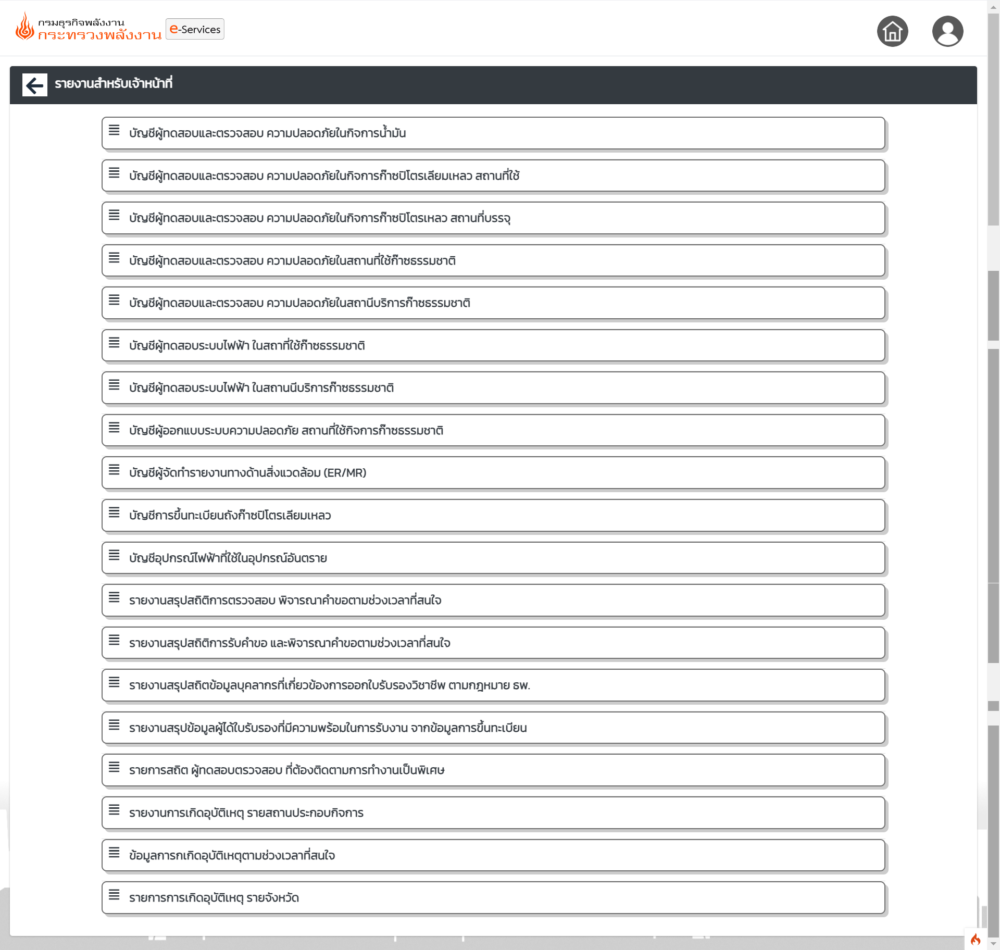 กรมธุรกิจพลังงาน
กระทรวงพลังงาน
e-Services
รายงานสำหรับเจ้าหน้าที่
บัญชีผู้ทดสอบและตรวจสอบ ความปลอดภัยในกิจการน้ำมัน
บัญชีผู้ทดสอบและตรวจสอบ ความปลอดภัยในกิจการก๊าซปิโตรเลียมเหลว สถานที่ใช้
บัญชีผู้ทดสอบและตรวจสอบ ความปลอดภัยในกิจการก๊าซปิโตรเหลว สถานที่บรรจุ
บัญชีผู้ทดสอบและตรวจสอบ ความปลอดภัยในสถานที่ใช้ก๊าซธรรมชาติ
บัญชีผู้ทดสอบและตรวจสอบ ความปลอดภัยในสถานีบริการก๊าซธรรมชาติ
บัญชีผู้ทดสอบระบบไฟฟ้า ในสถาที่ใช้ก๊าซธรรมชาติ
บัญชีผู้ทดสอบระบบไฟฟ้า ในสถานนีบริการก๊าซธรรมชาติ
บัญชีผู้ออกแบบระบบความปลอดภัย สถานที่ใช้กิจการก๊าซธรรมชาติ
บัญชีผู้จัดทำรายงานทางด้านสิ่งแวดล้อม (ER/MR)
บัญชีการขึ้นทะเบียนถังก๊าซปิโตรเลียมเหลว
บัญชีอุปกรณ์ไฟฟ้าที่ใช้ในอุปกรณ์อันตราย
รายงานสรุปสถิติการตรวจสอบ พิจารณาคำขอตามช่วงเวลาที่สนใจ
รายงานสรุปสถิติการรับคำขอ และพิจารณาคำขอตามช่วงเวลาที่สนใจ
รายงานสรุปสถิตข้อมูลบุคลากรที่เกี่ยวข้องการออกใบรับรองวิชาชีพ ตามกฎหมาย ธพ.
รายงานสรุปข้อมูลผู้ได้ใบรับรองที่มีความพร้อมในการรับงาน จากข้อมูลการขึ้นทะเบียน
รายการสถิต ผู้ทดสอบตรวจสอบ ที่ต้องติดตามการทำงานเป็นพิเศษ
รายงานการเกิดอุบัติเหตุ รายสถานประกอบกิจการ
ข้อมูลการกเกิดอุบัติเหตุตามช่วงเวลาที่สนใจ
รายการการเกิดอุบัติเหตุ รายจังหวัด